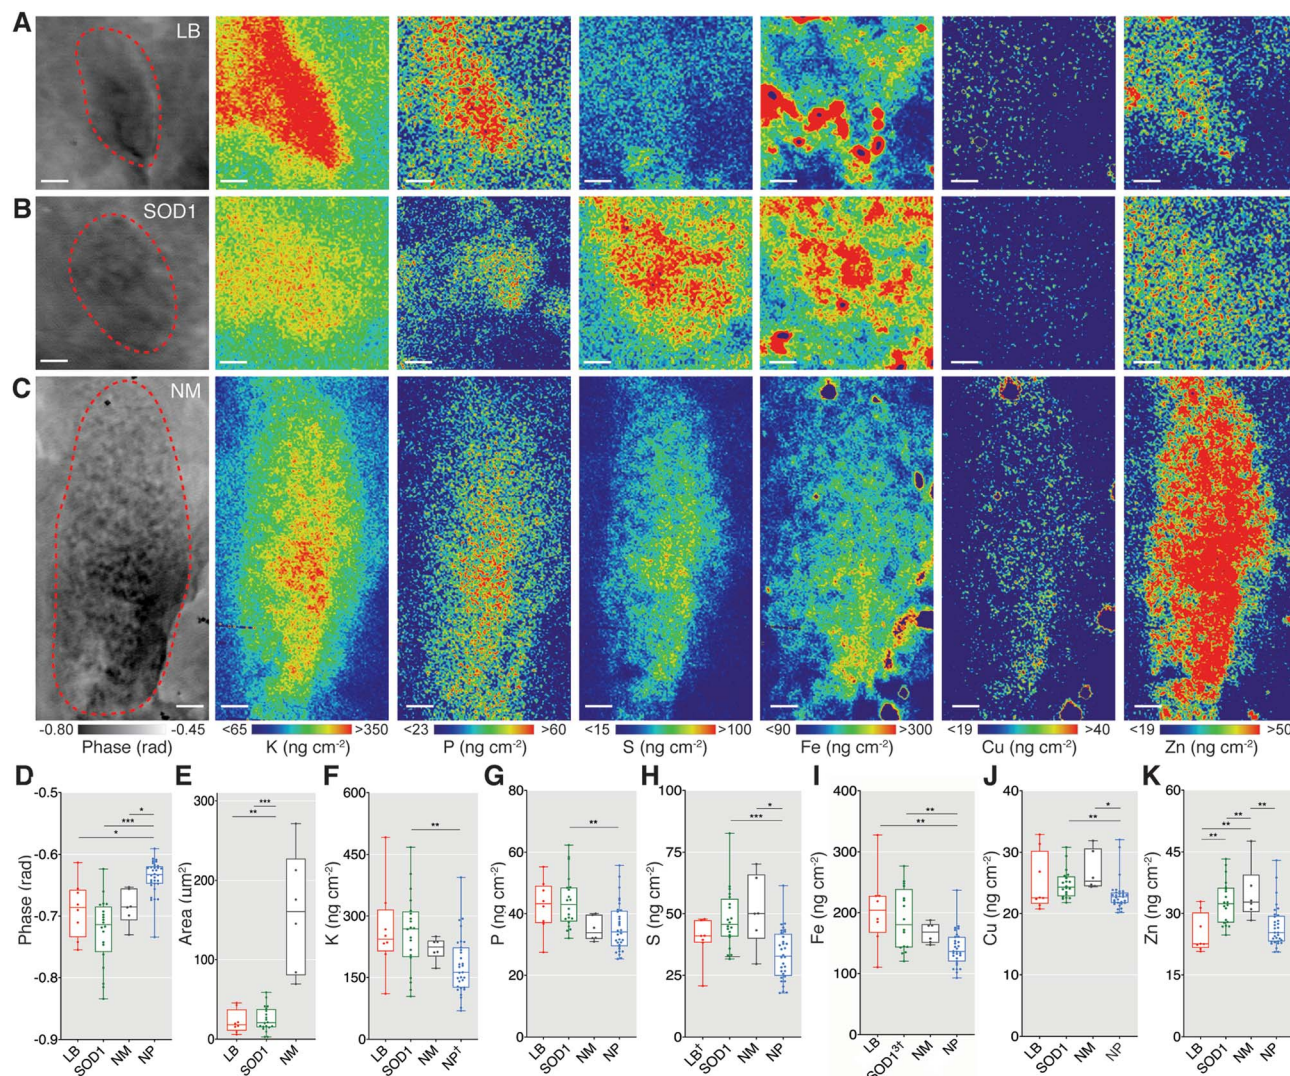 A LB
B SOD1
C NM
-0.80 -0.45 <65 >350 <23 >60 <15 >100 <90 >300 <19 >40 <19 >50
Phase (rad) K (ng cm-2) P (ng cm-2) S (ng cm-2) Fe (ng cm-2) Cu (ng cm-2) Zn (ng cm-2)
D E F G H I J K
Phase (rad)
-0.5
-0.6
-0.7
-0.8
-0.9
* *** *
LB SOD1 NM NP
Area (µm2)
300
200
100
0
*** **
LB SOD1 NM
K (ng cm-2)
600
450
300
150
0
**
LB SOD1 NM NP†
P (ng cm-2)
80
60
40
20
0
**
LB SOD1 NM NP
S (ng cm-2)
100
75
50
25
0
* ***
LB† SOD1 NM NP
Fe (ng cm-2)
400
300
200
100
0
** **
LB SOD13† NM NP
Cu (ng cm-2)
40
30
20
10
0
* **
LB SOD1 NM NP
Zn (ng cm-2)
60
45
30
15
0
** ** ** **
LB SOD1 NM NP